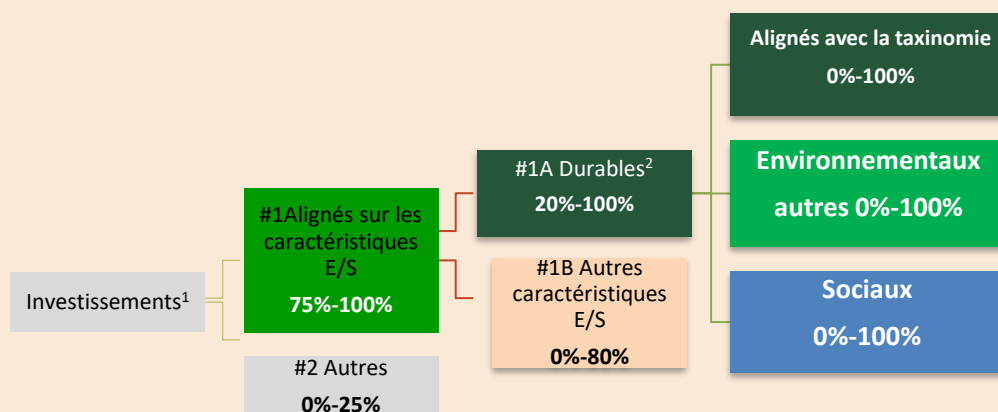 Investissements¹
#1Alignés sur les
caractéristiques
E/S
75%-100%
#2 Autres
0%-25%
#1A Durables²
20%-100%
#1B Autres
caractéristiques
E/S
0%-80%
Alignés avec la taxinomie
0%-100%
Environnementaux
autres 0%-100%
Sociaux
0%-100%